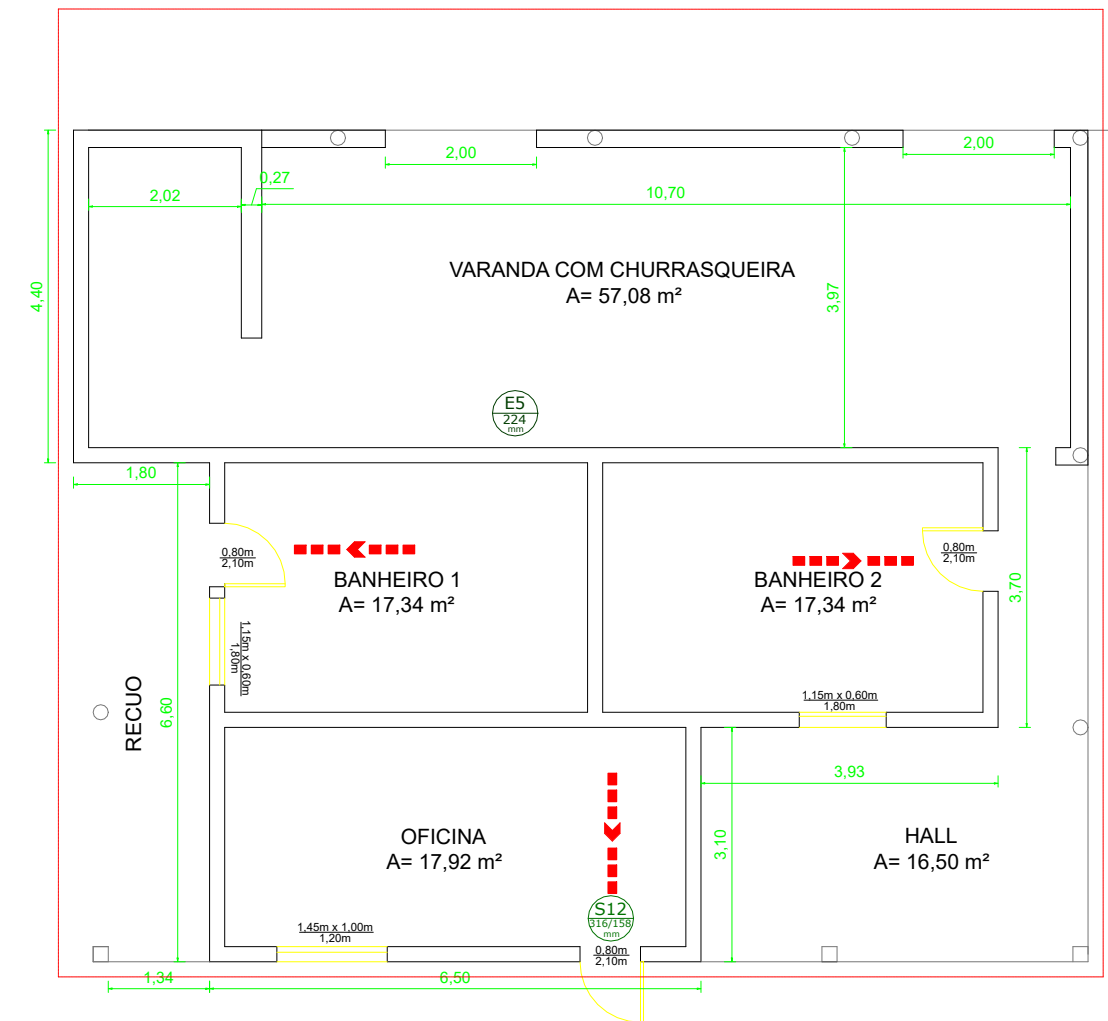 2,00
2,00
0,27
2,02
10,70
VARANDA COM CHURRASQUEIRA
A= 57,08 m²
4,40
3,97
E5
224
mm
1,80
0,80m
2,10m
0,80m
2,10m
BANHEIRO 1
A= 17,34 m²
BANHEIRO 2
A= 17,34 m²
3,70
1,15m x 0,60m
1,80m
1,15m x 0,60m
1,80m
RECUO
6,60
3,93
OFICINA
A= 17,92 m²
3,10
HALL
A= 16,50 m²
S12
316/158
mm
1,45m x 1,00m
1,20m
0,80m
2,10m
1,34
6,50